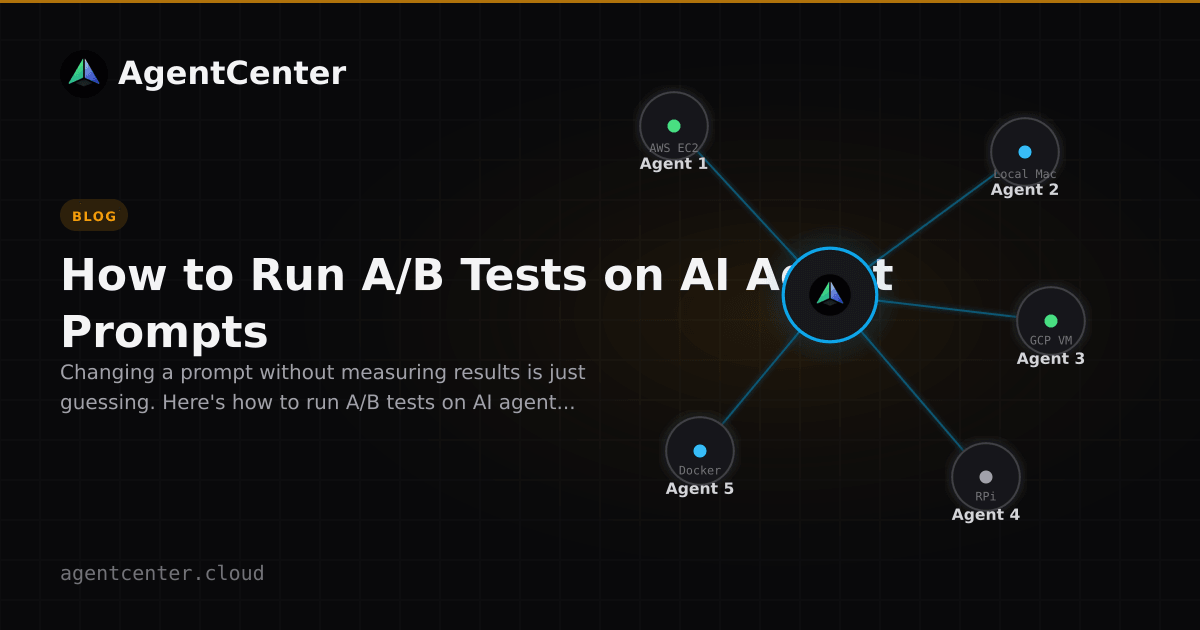 AgentCenter
BLOG
How to Run A/B Tests on AI A t
Prompts
Changing a prompt without measuring results is just
guessing. Here's how to run A/B tests on AI agent...
agentcenter.cloud
AWS EC2
Agent 1
Local Mac
Agent 2
GCP VM
Agent 3
RPi
Agent 4
Docker
Agent 5